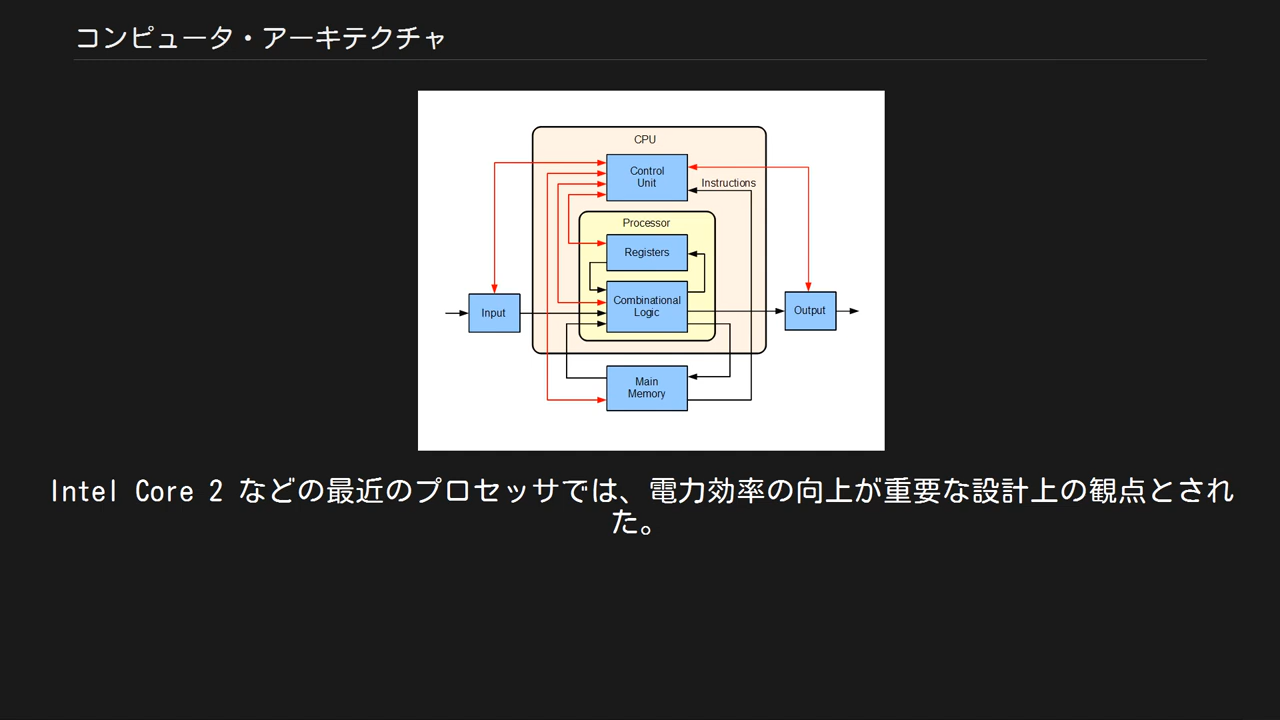 コンピュータ・アーキテクチャ
CPU
Control
Unit
Instructions
Processor
Registers
Combinational
Logic
Input
Output
Main
Memory
Intel Core 2 などの最近のプロセッサでは、電力効率の向上が重要な設計上の観点とされ
た。